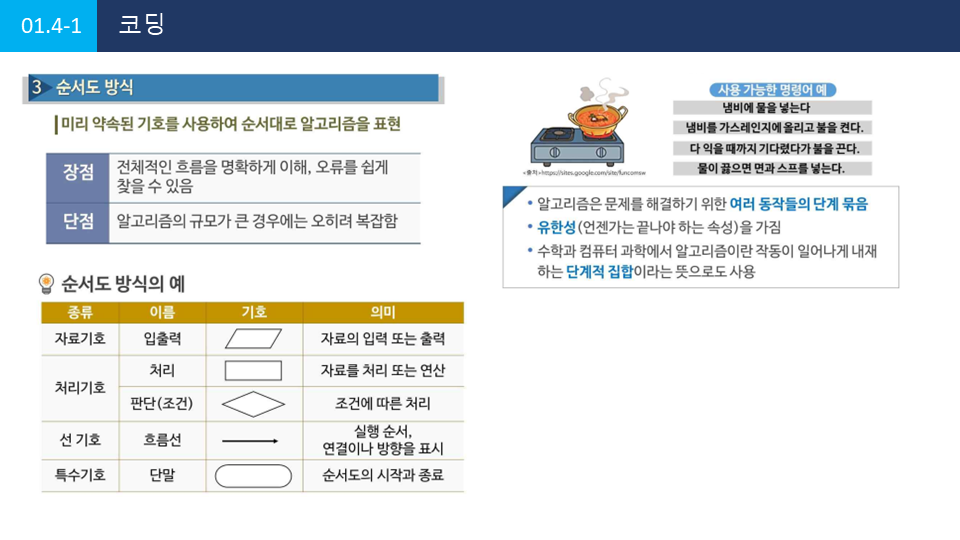 01.4-1 코딩
3 순서도 방식
미리 약속된 기호를 사용하여 순서대로 알고리즘을 표현
장점 전체적인 흐름을 명확하게 이해, 오류를 쉽게
찾을 수 있음
단점 알고리즘의 규모가 큰 경우에는 오히려 복잡함
순서도 방식의 예
종류 이름 기호 의미
자료기호 입출력 자료의 입력 또는 출력
처리기호 처리 자료를 처리 또는 연산
판단(조건) 조건에 따른 처리
선 기호 흐름선 실행 순서,
연결이나 방향을 표시
특수기호 단말 순서도의 시작과 종료
<출처>https://sites.google.com/site/funcomsw
사용 가능한 명령어 예
냄비에 물을 넣는다
냄비를 가스레인지에 올리고 불을 켠다.
다 익을 때까지 기다렸다가 불을 끈다.
물이 끓으면 면과 스프를 넣는다.
• 알고리즘은 문제를 해결하기 위한 여러 동작들의 단계 묶음
• 유한성(언젠가는 끝나야 하는 속성)을 가짐
• 수학과 컴퓨터 과학에서 알고리즘이란 작동이 일어나게 내재
하는 단계적 집합이라는 뜻으로도 사용